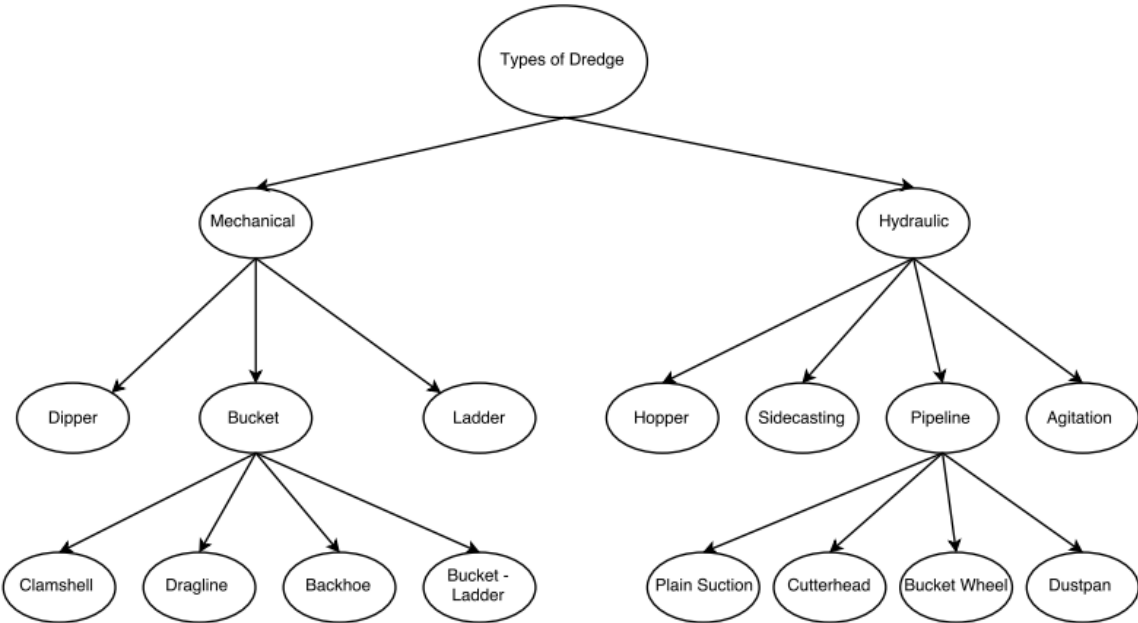 Types of Dredge
Mechanical
Hydraulic
Dipper
Bucket
Ladder
Hopper
Sidecasting
Pipeline
Agitation
Clamshell
Dragline
Backhoe
Bucket -
Ladder
Plain Suction
Cutterhead
Bucket Wheel
Dustpan